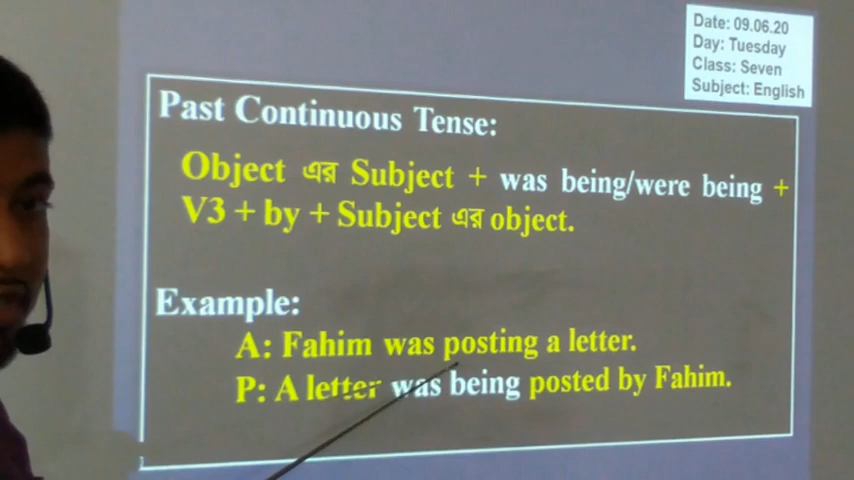 Date: 09.06.20
Day: Tuesday
Class: Seven
Subject: English
Past Continuous Tense:
Object এর Subject + was being/were being +
V3 + by + Subject এর object.
Example:
A: Fahim was posting a letter.
P: A letter was being posted by Fahim.